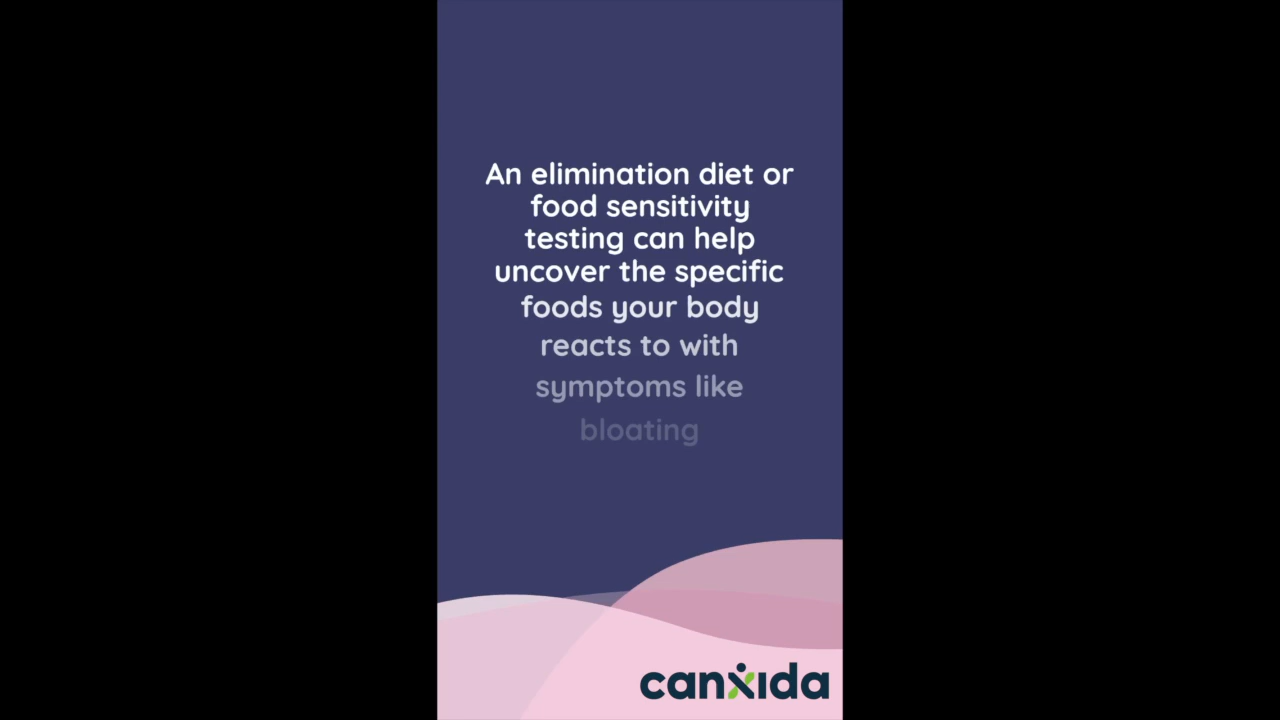 An elimination diet or
food sensitivity
testing can help
uncover the specific
foods your body
reacts to with
symptoms like
bloating
canxida